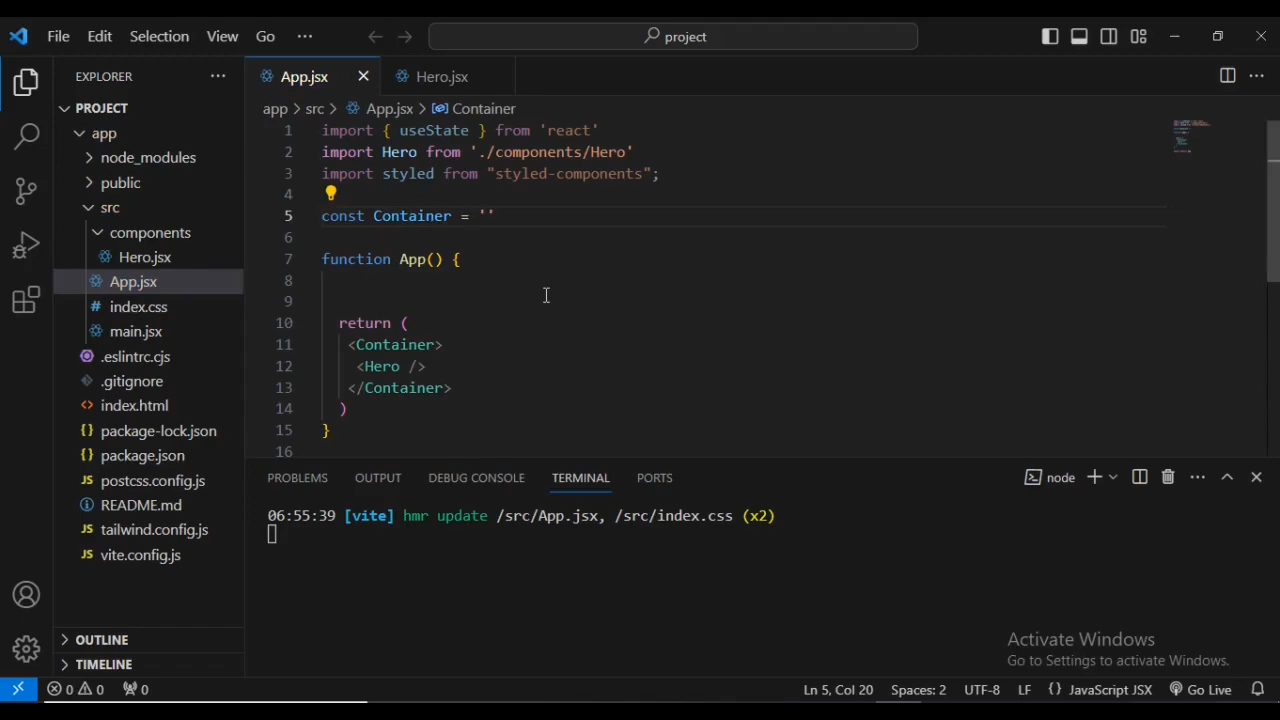 File Edit Selection View Go ··· project
EXPLORER ···
PROJECT
app
node_modules
public
src
components
Hero.jsx
App.jsx
index.css
main.jsx
.eslintrc.cjs
.gitignore
index.html
package-lock.json
package.json
postcss.config.js
README.md
tailwind.config.js
vite.config.js
OUTLINE
TIMELINE
App.jsx Hero.jsx
app > src > App.jsx > Container
1 import { useState } from 'react'
2 import Hero from './components/Hero'
3 import styled from "styled-components";
4
5 const Container = ''
6
7 function App() {
8
9
10 return (
11 <Container>
12 <Hero />
13 </Container>
14 )
15 }
16
PROBLEMS OUTPUT DEBUG CONSOLE TERMINAL PORTS node
06:55:39 [vite] hmr update /src/App.jsx, /src/index.css (x2)
Activate Windows
Go to Settings to activate Windows.
0 0 0 Ln 5, Col 20 Spaces: 2 UTF-8 LF {} JavaScript JSX Go Live